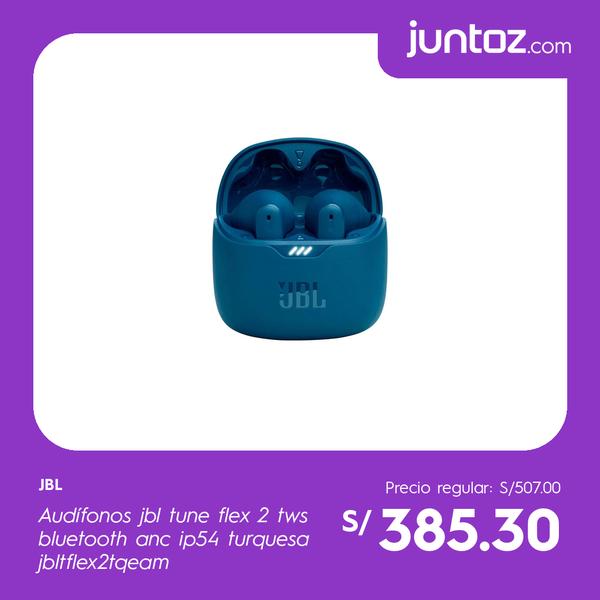 juntoz.com
JBL
JBL
Audífonos jbl tune flex 2 tws
bluetooth anc ip54 turquesa
jbltflex2tqeam
Precio regular: S/507.00
S/ 385.30